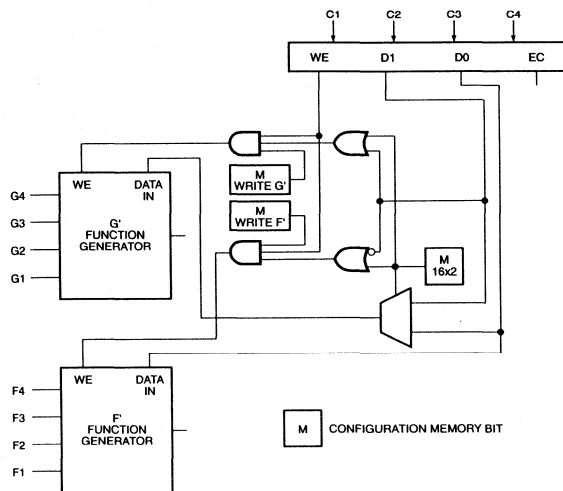 C1 C2 C3 C4
WE D1 D0 EC
M
WRITE G'
WE DATA
IN
G4
G'
G3
FUNCTION
G2
GENERATOR
G1
M
WRITE F'
M
16x2
WE DATA
IN
F4
F'
F3
FUNCTION
F2
GENERATOR
F1
M CONFIGURATION MEMORY BIT